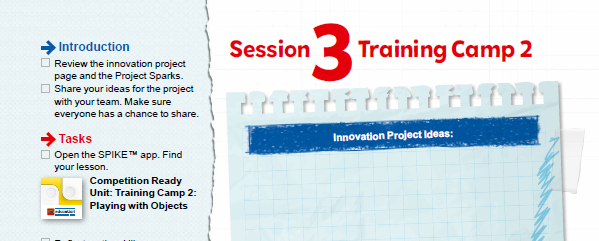 Introduction
Review the innovation project
page and the Project Sparks.
Share your ideas for the project
with your team. Make sure
everyone has a chance to share.
Tasks
Open the SPIKE™ app. Find
your lesson.
Competition Ready
Unit: Training Camp 2:
Playing with Objects
Session 3 Training Camp 2
Innovation Project Ideas: